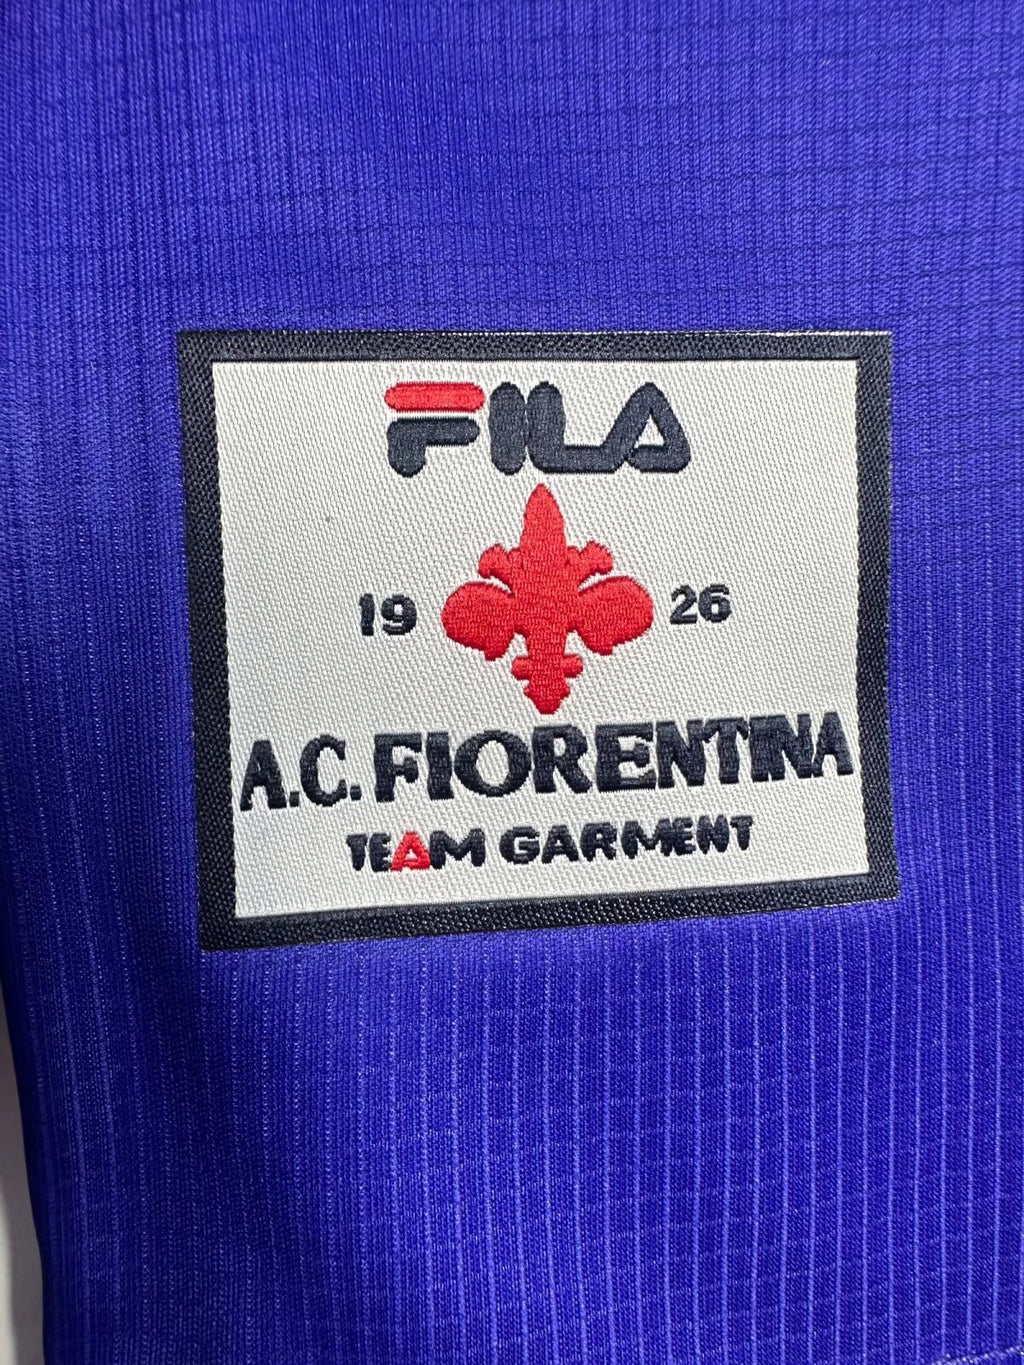 FILA
19 26
A.C. FIORENTINA
TEAM GARMENT